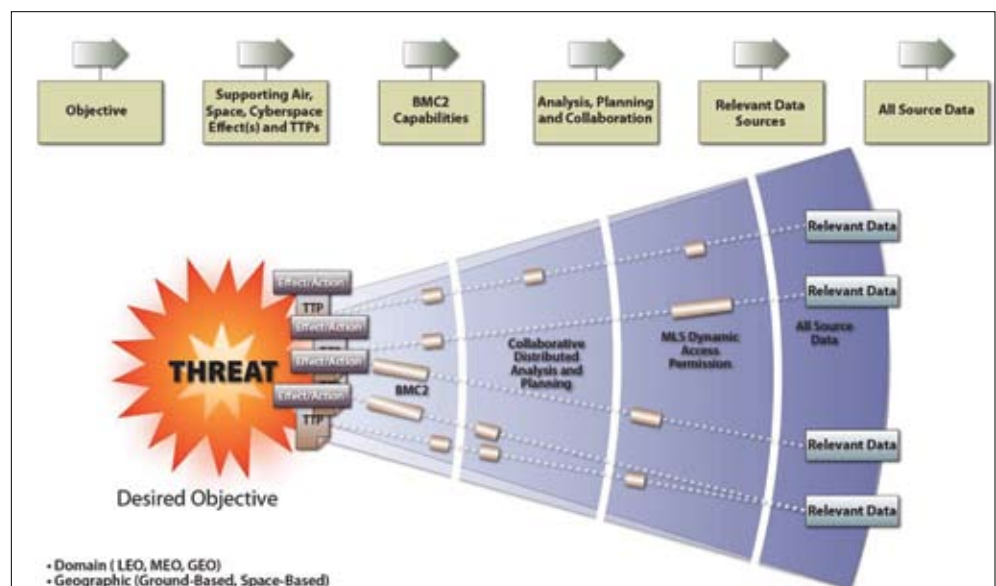 Objective
Supporting Air,
Space, Cyberspace
Effect(s) and TTPs
BMC2
Capabilities
Analysis, Planning
and Collaboration
Relevant Data
Sources
All Source Data
Relevant Data
Relevant Data
Relevant Data
Relevant Data
All Source
Data
MLS Dynamic
Access
Permission
Collaborative
Distributed
Analysis and
Planning
BMC2
Effect/Action
TTP
Effect/Action
Effect/Action
Effect/Action
TTP
THREAT
Desired Objective
• Domain ( LEO, MEO, GEO)
• Geographic (Ground-Based, Space-Based)